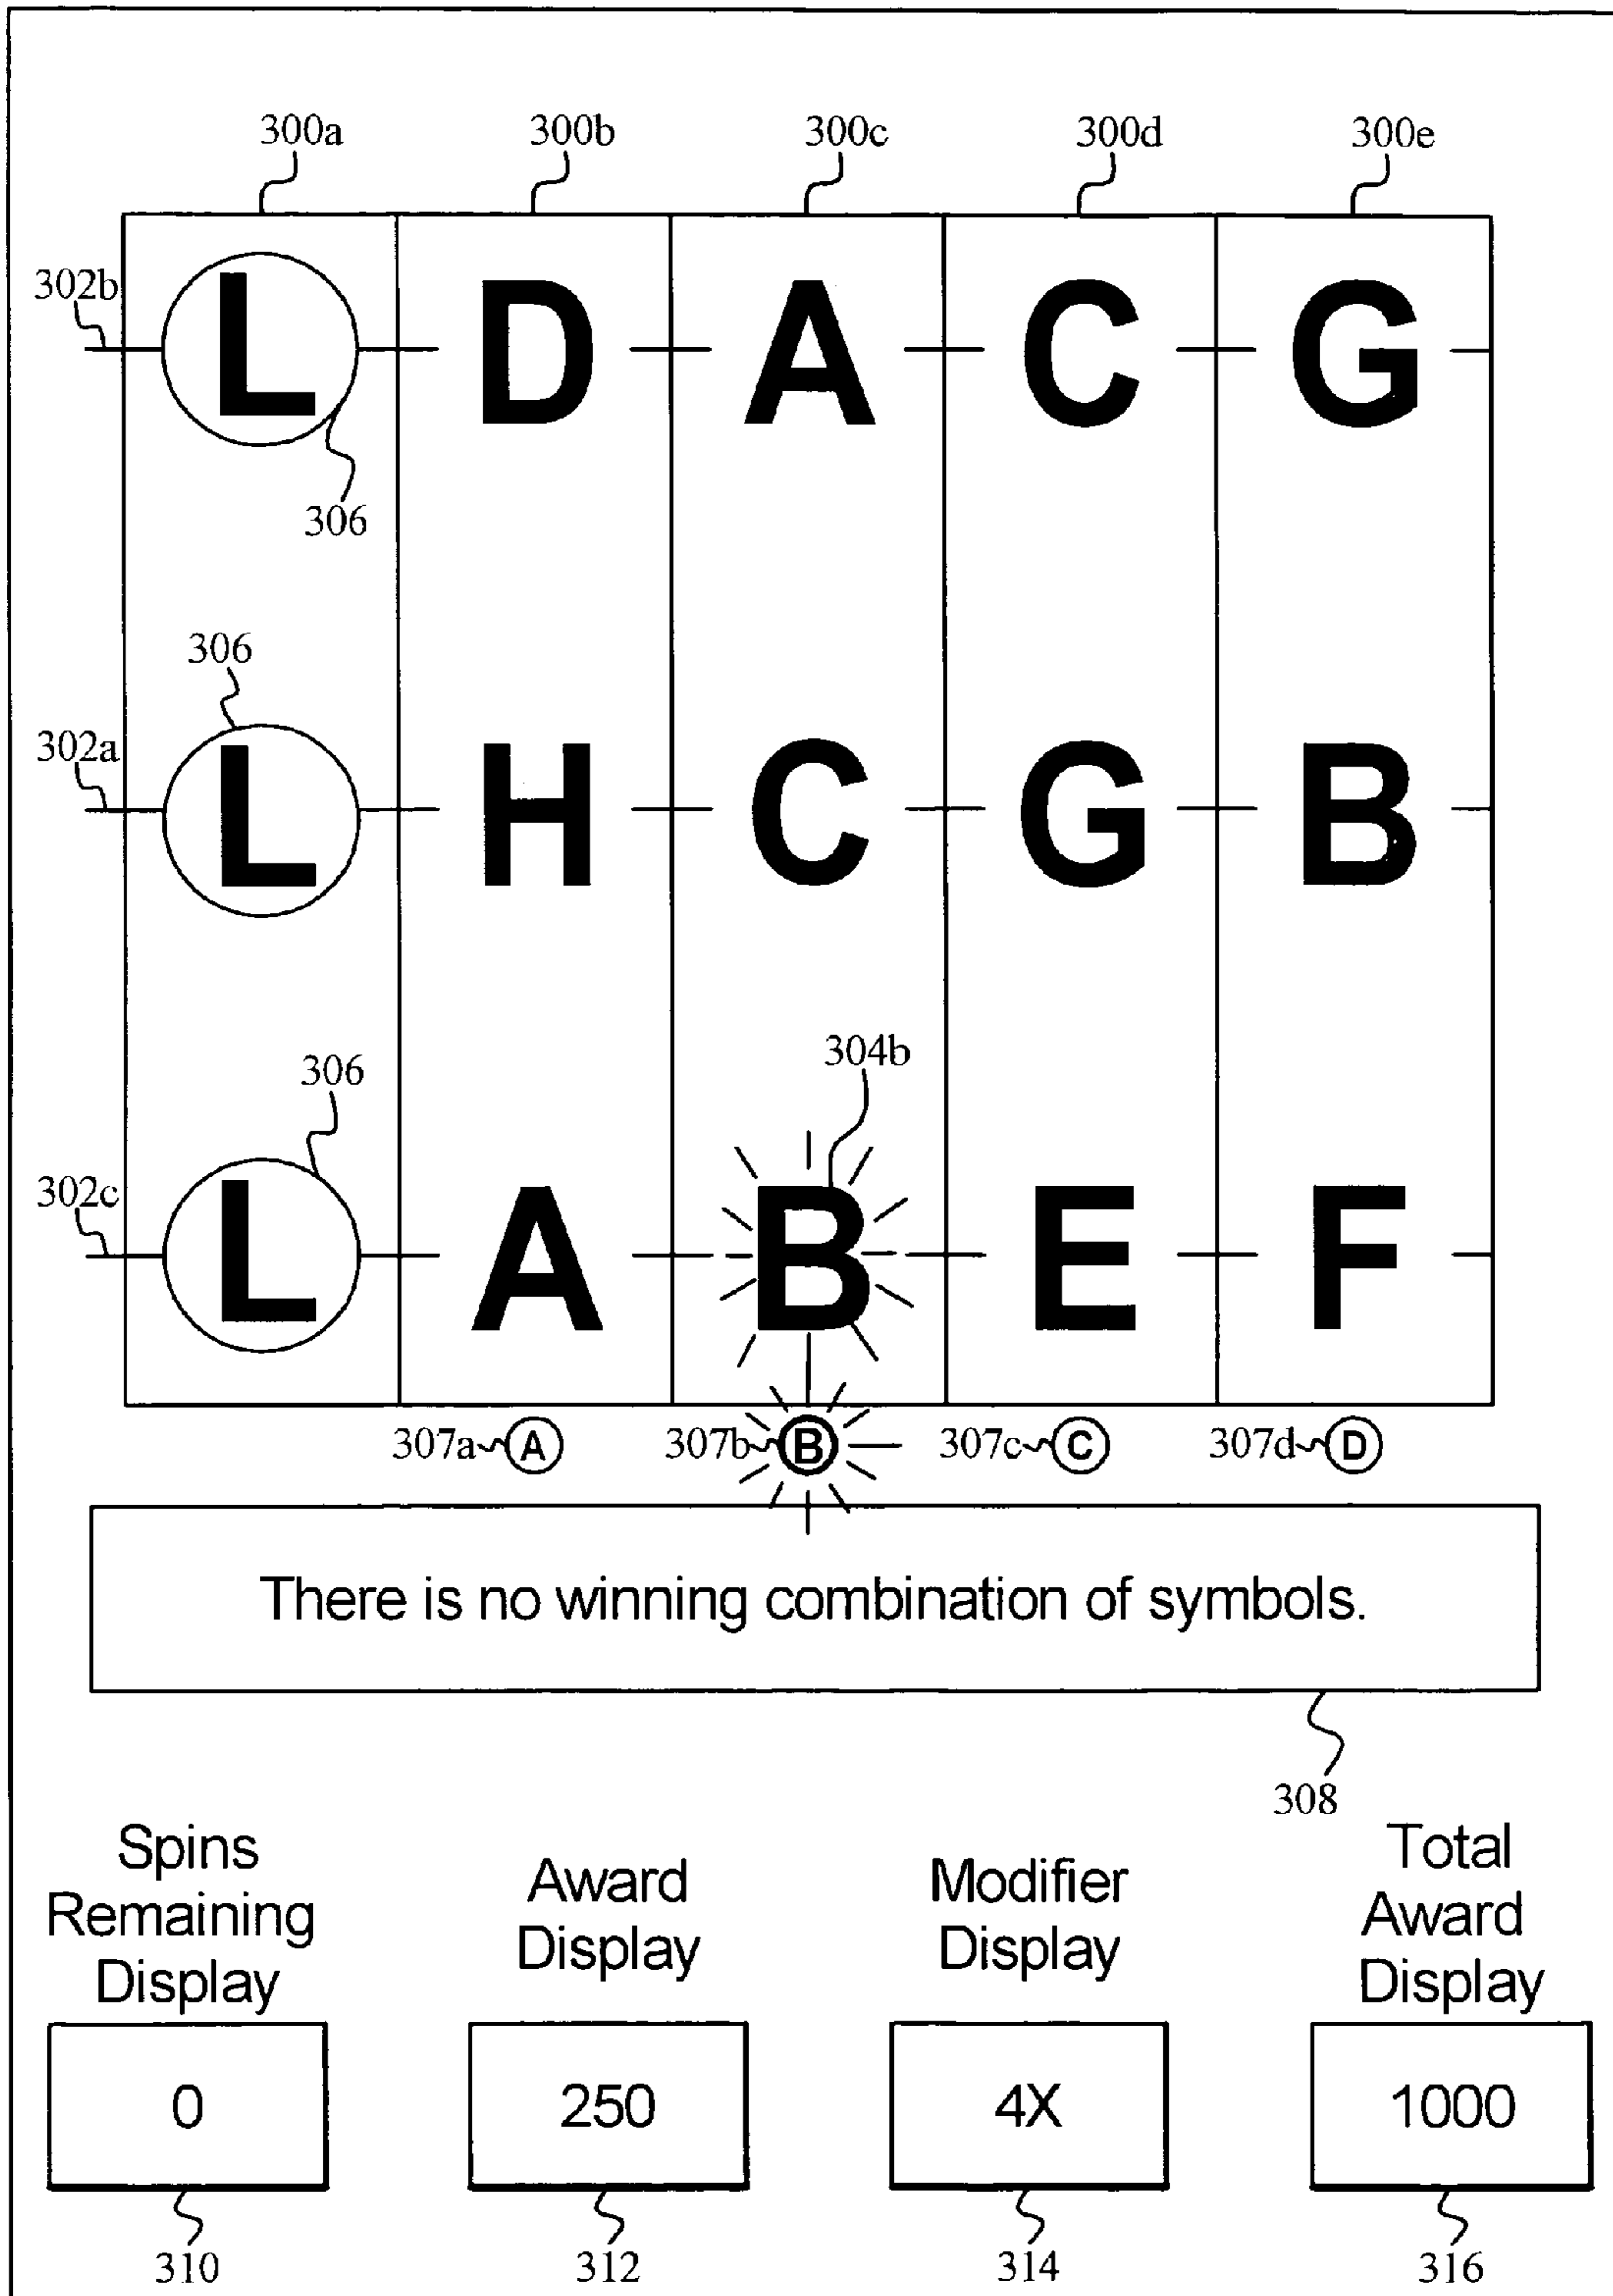 300a 300b 300c 300d 300e
302b L D A C G
306
306
302a L H C G B
304b
306
302c L A B E F
307a A 307b B 307c C 307d D
There is no winning combination of symbols.
308
Spins Remaining Display
Award Display
Modifier Display
Total Award Display
0 250 4X 1000
310 312 314 316